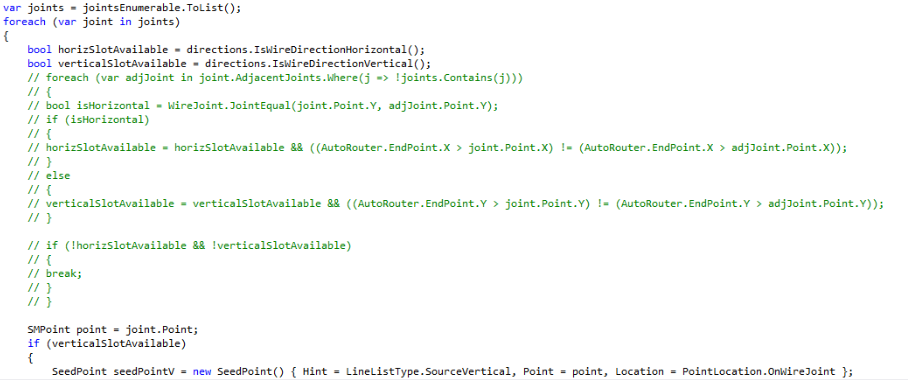 var joints = jointsEnumerable.ToList();
foreach (var joint in joints)
{
    bool horizSlotAvailable = directions.IsWireDirectionHorizontal();
    bool verticalSlotAvailable = directions.IsWireDirectionVertical();
    // foreach (var adjJoint in joint.AdjacentJoints.Where(j => !joints.Contains(j)))
    // {
    // bool isHorizontal = WireJoint.JointEqual(joint.Point.Y, adjJoint.Point.Y);
    // if (isHorizontal)
    // {
    // horizSlotAvailable = horizSlotAvailable && ((AutoRouter.EndPoint.X > joint.Point.X) != (AutoRouter.EndPoint.X > adjJoint.Point.X));
    // }
    // else
    // {
    // verticalSlotAvailable = verticalSlotAvailable && ((AutoRouter.EndPoint.Y > joint.Point.Y) != (AutoRouter.EndPoint.Y > adjJoint.Point.Y));
    // }

    // if (!horizSlotAvailable && !verticalSlotAvailable)
    // {
    // break;
    // }
    // }

    SMPoint point = joint.Point;
    if (verticalSlotAvailable)
    {
        SeedPoint seedPointV = new SeedPoint() { Hint = LineListType.SourceVertical, Point = point, Location = PointLocation.OnWireJoint };